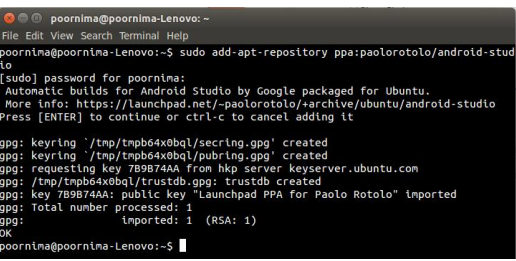 poornima@poornima-Lenovo: ~
File Edit View Search Terminal Help
poornima@poornima-Lenovo:~$ sudo add-apt-repository ppa:paolorotolo/android-stud
io
[sudo] password for poornima:
 Automatic builds for Android Studio by Google packaged for Ubuntu.
 More info: https://launchpad.net/~paolorotolo/+archive/ubuntu/android-studio
Press [ENTER] to continue or ctrl-c to cancel adding it

gpg: keyring `/tmp/tmpb64x0bql/secring.gpg' created
gpg: keyring `/tmp/tmpb64x0bql/pubring.gpg' created
gpg: requesting key 7B9B74AA from hkp server keyserver.ubuntu.com
gpg: /tmp/tmpb64x0bql/trustdb.gpg: trustdb created
gpg: key 7B9B74AA: public key "Launchpad PPA for Paolo Rotolo" imported
gpg: Total number processed: 1
gpg:               imported: 1  (RSA: 1)
OK
poornima@poornima-Lenovo:~$